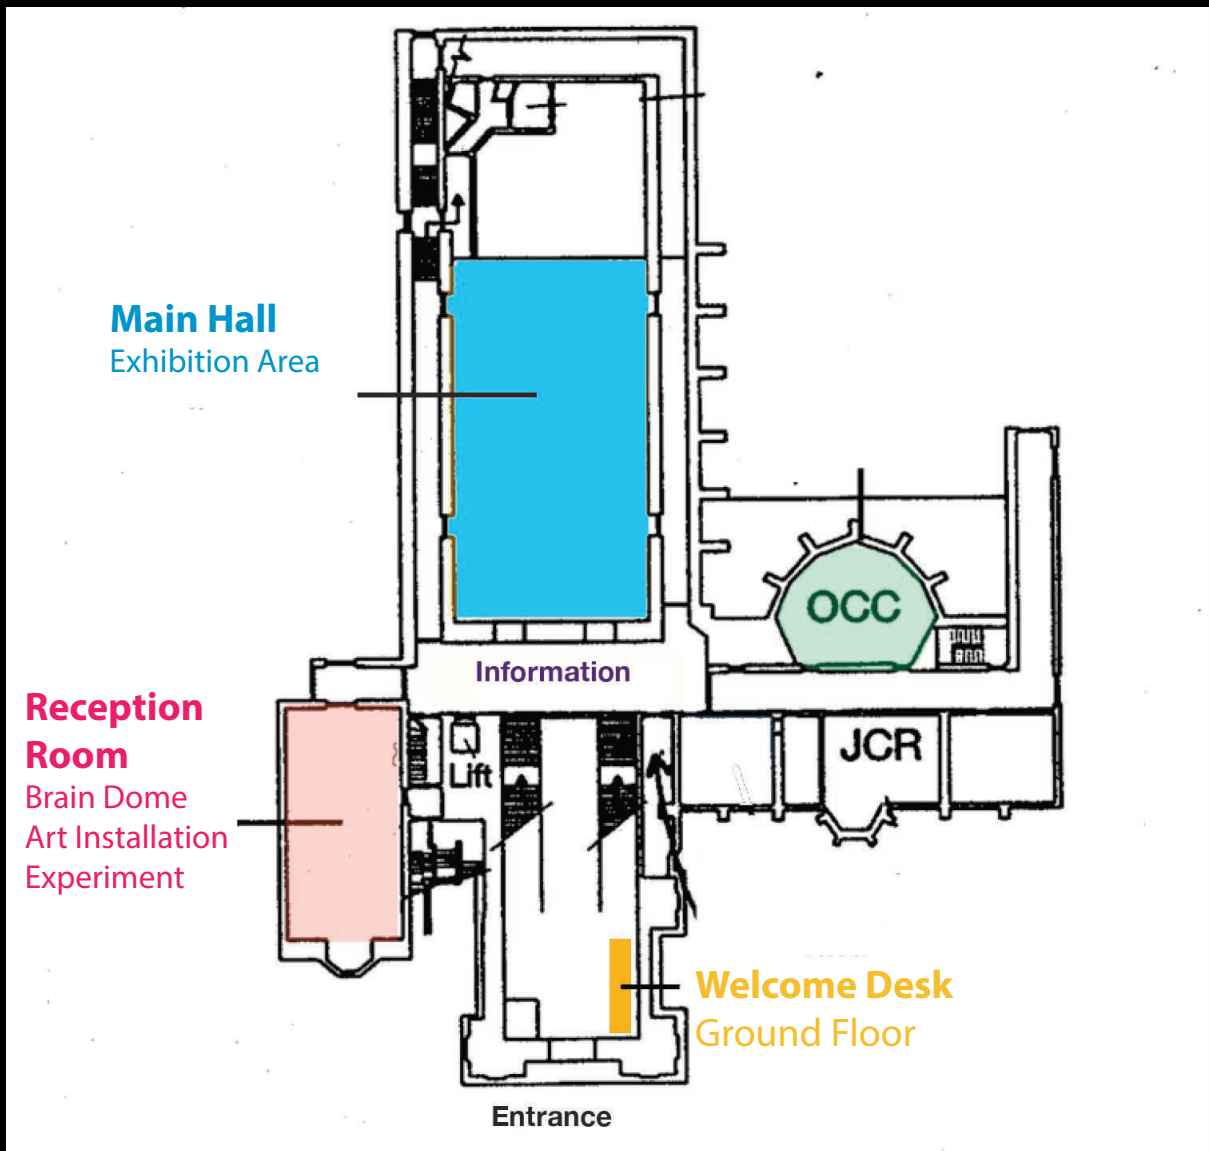 Main Hall
Exhibition Area
OCC
Information
Reception
Room
Brain Dome
Art Installation
Experiment
Lift
JCR
Welcome Desk
Ground Floor
Entrance